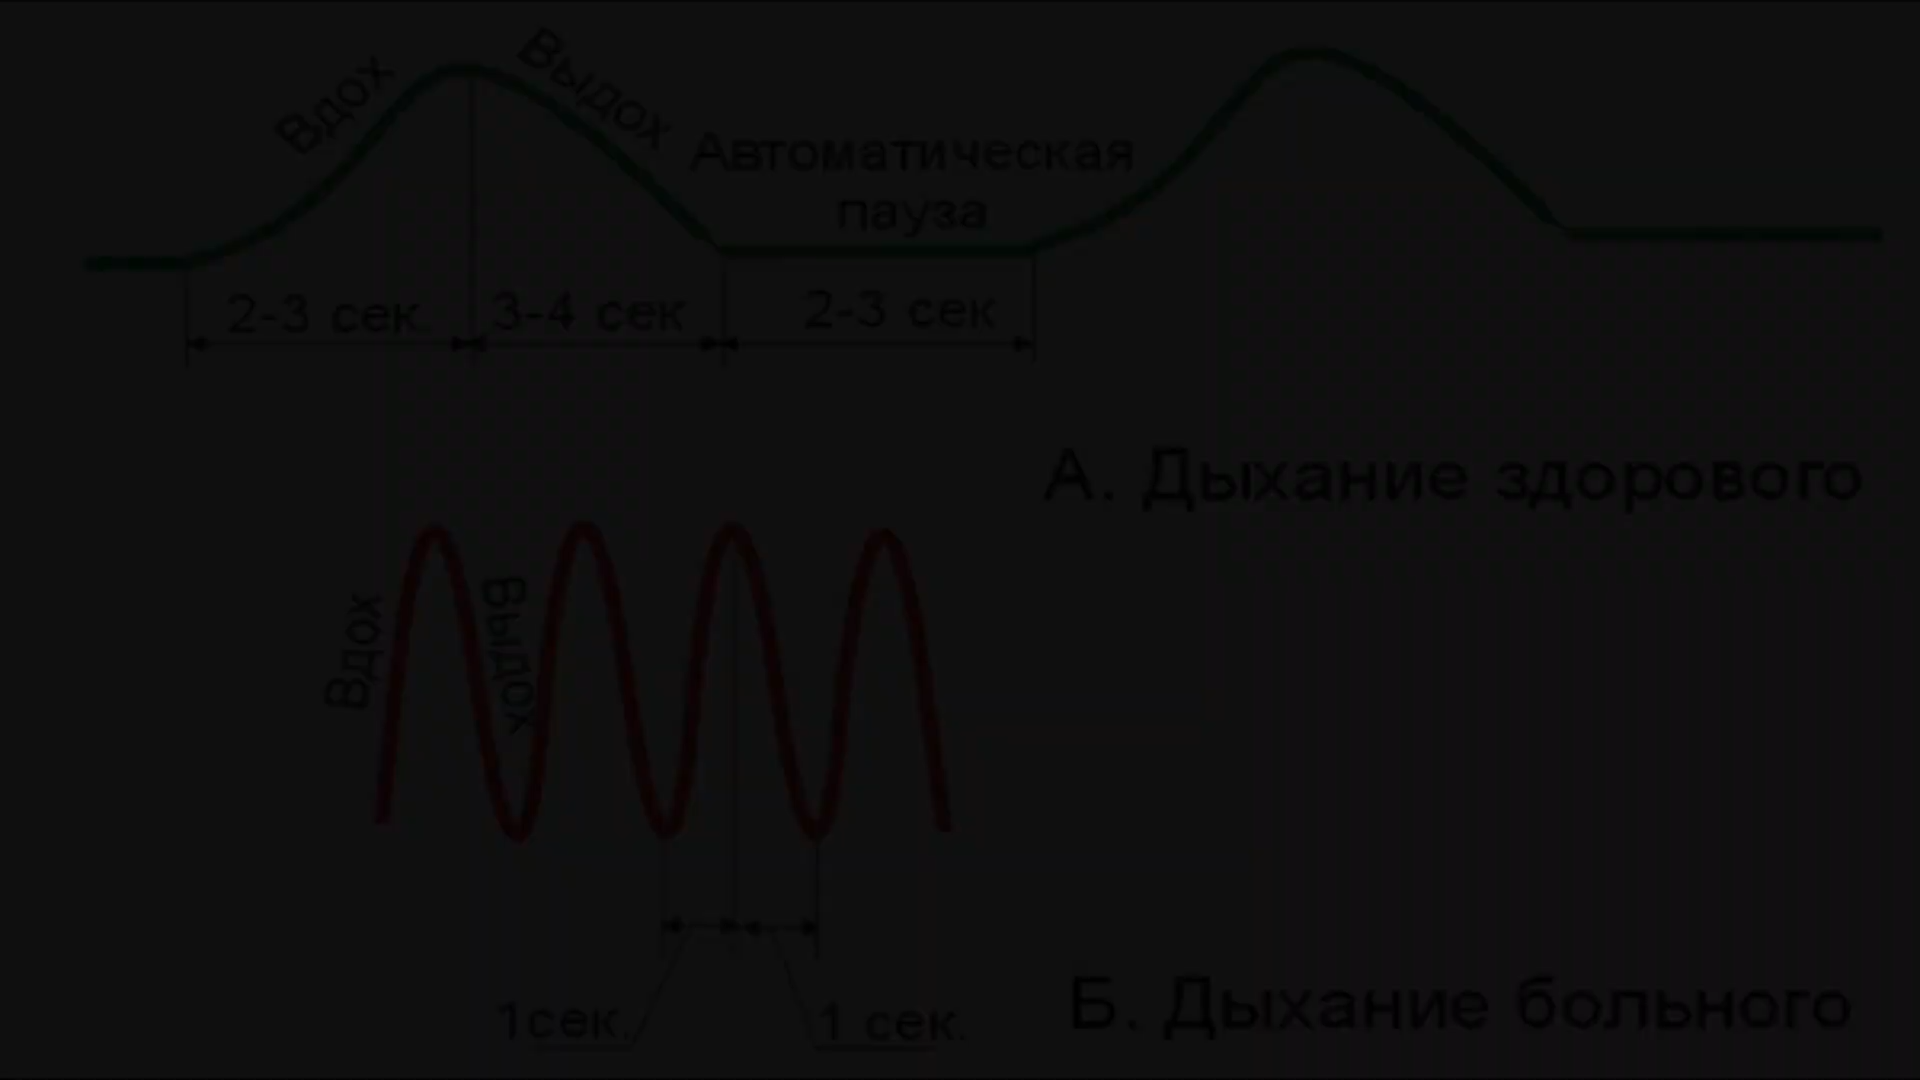 Вдох
Выдох
Автоматическая
пауза
2-3 сек.
3-4 сек
2-3 сек
А. Дыхание здорового
Вдох
Выдох
1сек.
1 сек.
Б. Дыхание больного